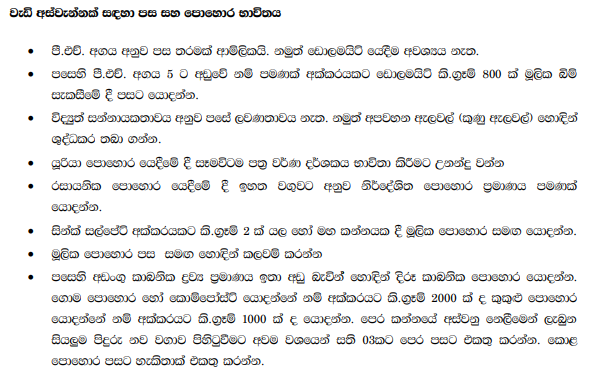 වැඩි අස්වැන්නක් සඳහා පස සහ පොහොර භාවිතය
• පී.එච්. අගය අනුව පස තරමක් ආම්ලිකයි. නමුත් ඩොලමයිට් යෙදීම අවශ්‍යය නැත.
• පසෙහි පී.එච්. අගය 5 ට අඩුවේ නම් පමණක් අක්කරයකට ඩොලමයිට් කි.ග්‍රෑම් 800 ක් මූලික බිම්
සැකසීමේ දී පසට යොදන්න.
• විද්‍යුත් සන්නායකතාවය අනුව පසේ ලවණතාවය නැත. නමුත් අපවහන ඇලවල් (කුණු ඇලවල්) හොඳින්
ශුද්ධකර තබා ගන්න.
• යූරියා පොහොර යෙදීමේ දී සෑමවිටම පත්‍ර වර්ණ දර්ශකය භාවිතා කිරීමට උනන්දු වන්න
• රසායනික පොහොර යෙදීමේ දී ඉහත වගුවට අනුව නිර්දේශිත පොහොර ප්‍රමාණය පමණක්
යොදන්න.
• සින්ක් සල්පේට් අක්කරයකට කි.ග්‍රෑම් 2 ක් යල හෝ මහ කන්නයක දී මූලික පොහොර සමඟ යොදන්න.
• මූලික පොහොර පස සමඟ හොඳින් කලවම් කරන්න
• පසෙහි අඩංගු කාබනික ද්‍රව්‍ය ප්‍රමාණය ඉතා අඩු බැවින් හොඳින් දිරූ කාබනික පොහොර යොදන්න.
ගොම පොහොර හෝ කොම්පෝස්ට් යොදන්නේ නම් අක්කරයට කි.ග්‍රෑම් 2000 ක් ද කුකුළු පොහොර
යොදන්නේ නම් අක්කරයට කි.ග්‍රෑම් 1000 ක් ද යොදන්න. පෙර කන්නයේ අස්වනු නෙලීමෙන් ලැබුන
සියලුම පිදුරු නව වගාව පිහිටුවීමට අවම වශයෙන් සති 03කට පෙර පසට එකතු කරන්න. කොළ
පොහොර පසට හැකිතාක් එකතු කරන්න.